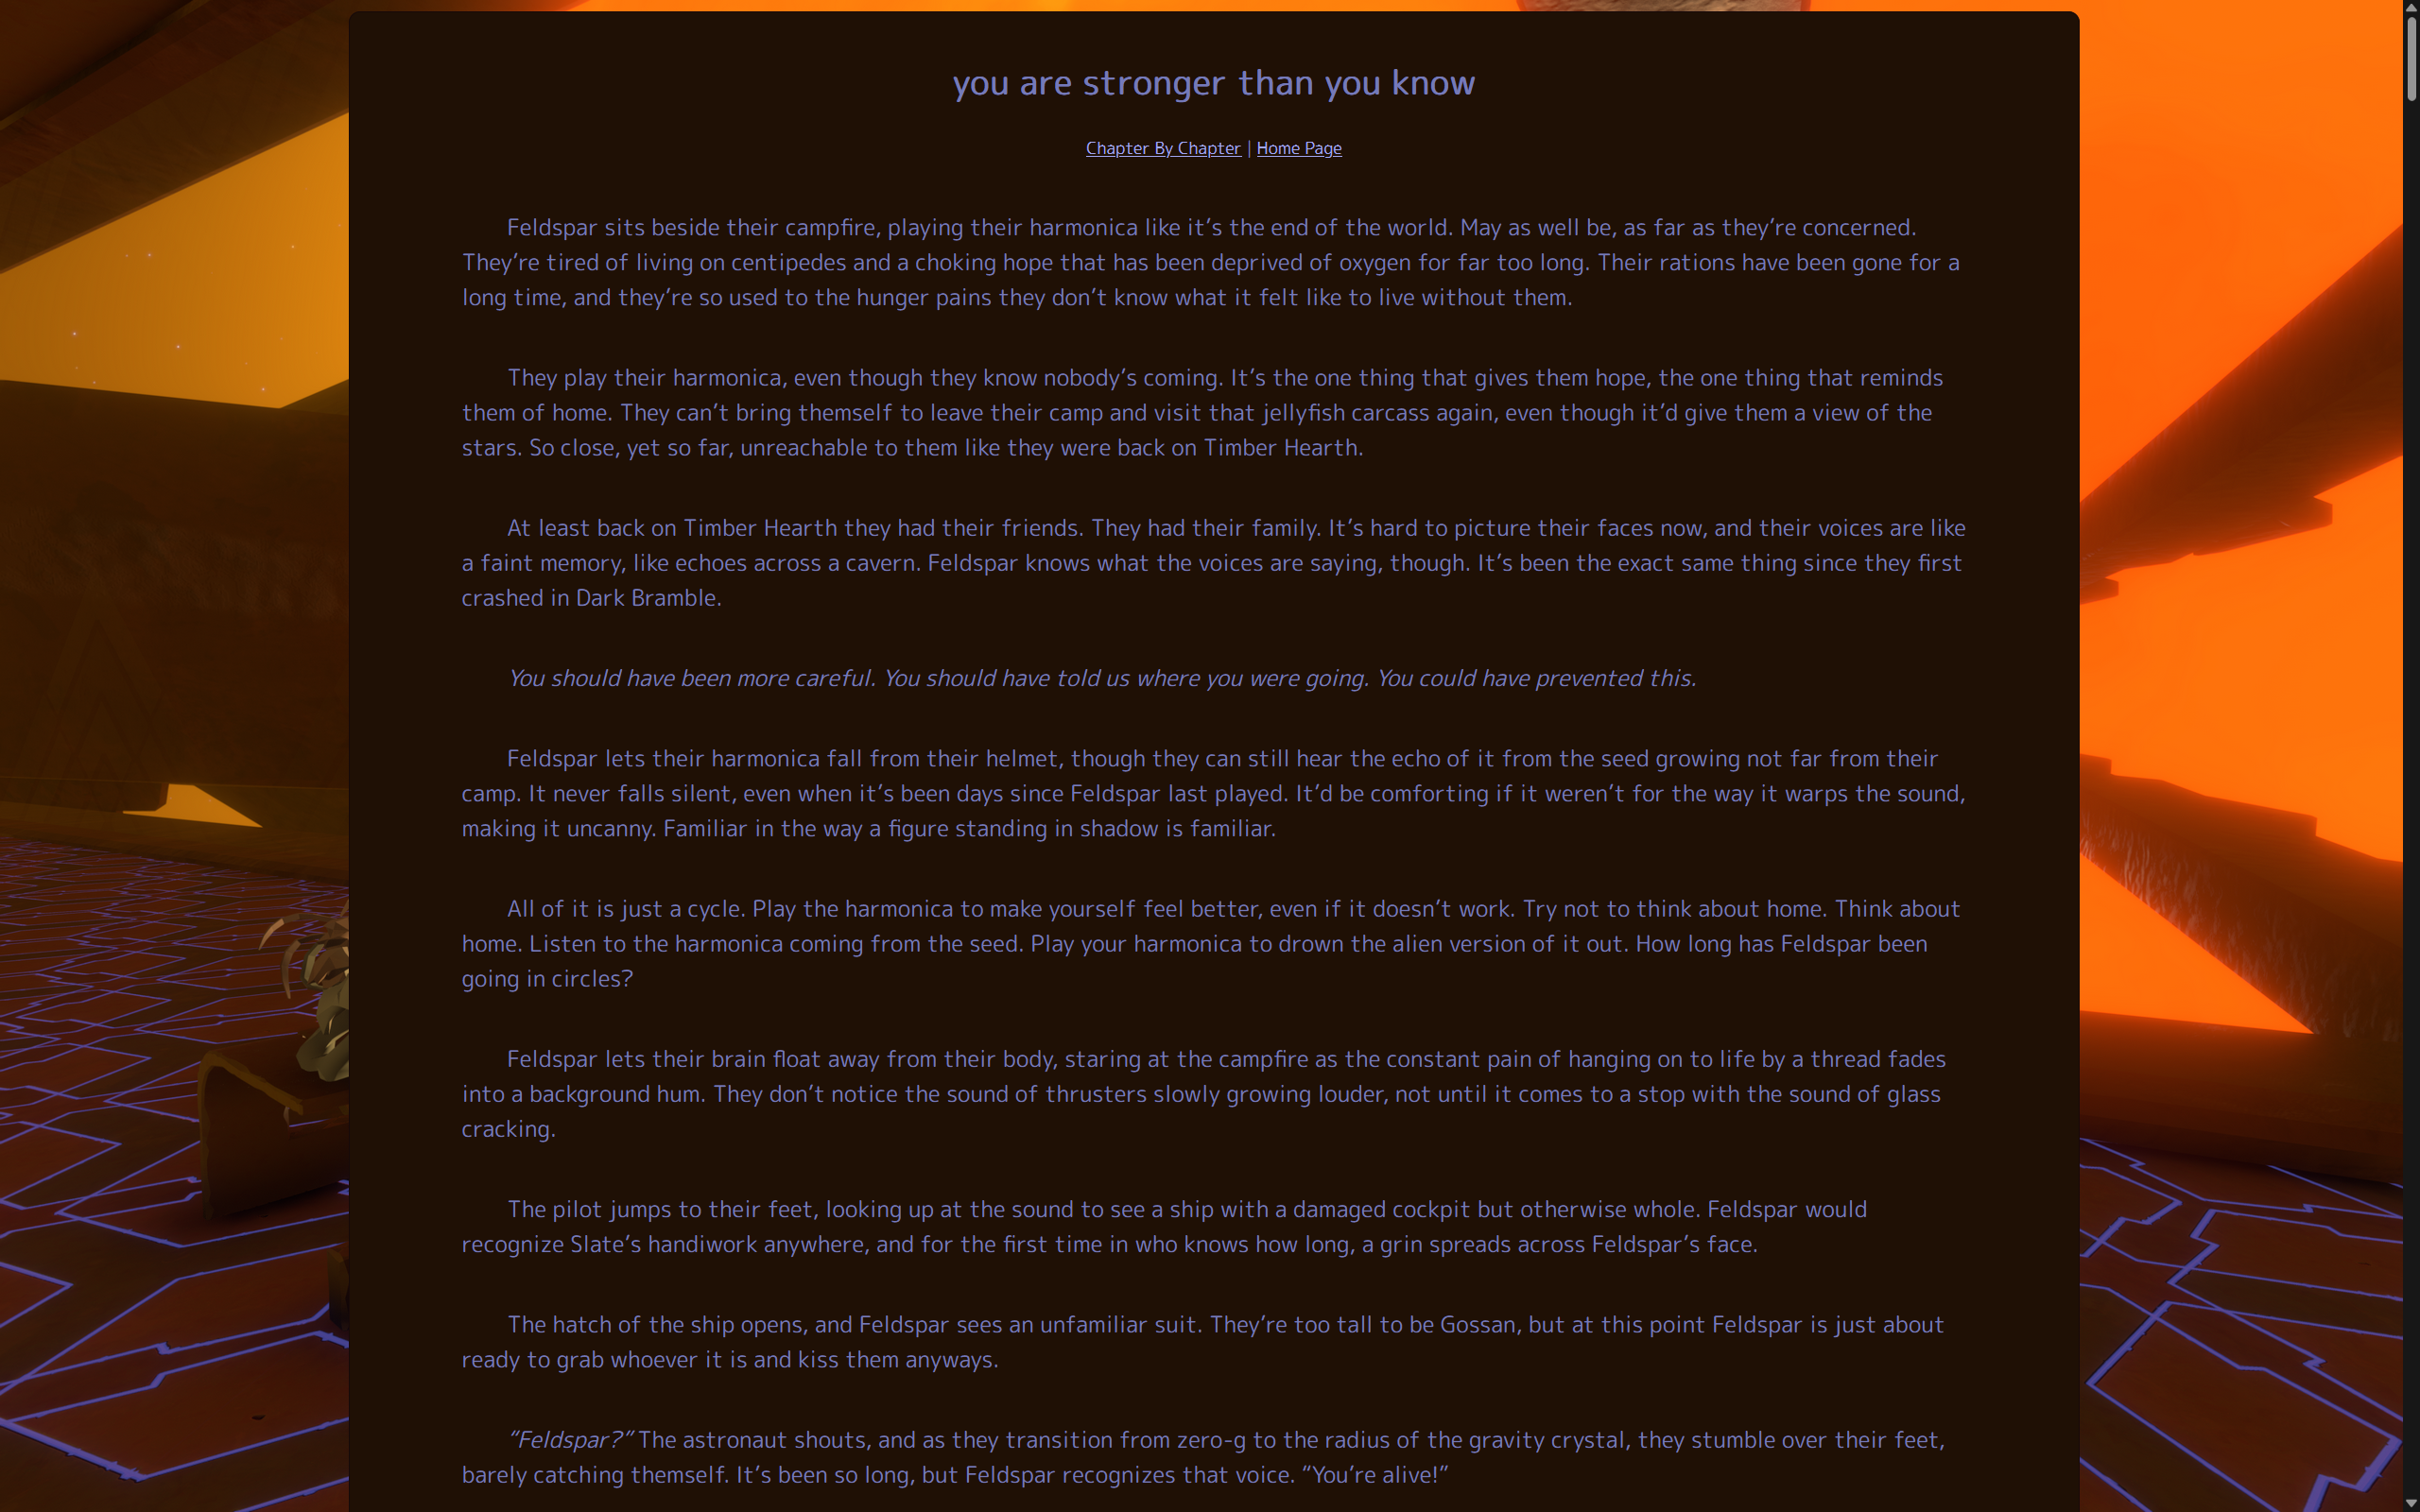 you are stronger than you know
Chapter By Chapter | Home Page
Feldspar sits beside their campfire, playing their harmonica like it’s the end of the world. May as well be, as far as they’re concerned.
They’re tired of living on centipedes and a choking hope that has been deprived of oxygen for far too long. Their rations have been gone for a
long time, and they’re so used to the hunger pains they don’t know what it felt like to live without them.
They play their harmonica, even though they know nobody’s coming. It’s the one thing that gives them hope, the one thing that reminds
them of home. They can’t bring themself to leave their camp and visit that jellyfish carcass again, even though it’d give them a view of the
stars. So close, yet so far, unreachable to them like they were back on Timber Hearth.
At least back on Timber Hearth they had their friends. They had their family. It’s hard to picture their faces now, and their voices are like
a faint memory, like echoes across a cavern. Feldspar knows what the voices are saying, though. It’s been the exact same thing since they first
crashed in Dark Bramble.
You should have been more careful. You should have told us where you were going. You could have prevented this.
Feldspar lets their harmonica fall from their helmet, though they can still hear the echo of it from the seed growing not far from their
camp. It never falls silent, even when it’s been days since Feldspar last played. It’d be comforting if it weren’t for the way it warps the sound,
making it uncanny. Familiar in the way a figure standing in shadow is familiar.
All of it is just a cycle. Play the harmonica to make yourself feel better, even if it doesn’t work. Try not to think about home. Think about
home. Listen to the harmonica coming from the seed. Play your harmonica to drown the alien version of it out. How long has Feldspar been
going in circles?
Feldspar lets their brain float away from their body, staring at the campfire as the constant pain of hanging on to life by a thread fades
into a background hum. They don’t notice the sound of thrusters slowly growing louder, not until it comes to a stop with the sound of glass
cracking.
The pilot jumps to their feet, looking up at the sound to see a ship with a damaged cockpit but otherwise whole. Feldspar would
recognize Slate’s handiwork anywhere, and for the first time in who knows how long, a grin spreads across Feldspar’s face.
The hatch of the ship opens, and Feldspar sees an unfamiliar suit. They’re too tall to be Gossan, but at this point Feldspar is just about
ready to grab whoever it is and kiss them anyways.
“Feldspar?” The astronaut shouts, and as they transition from zero-g to the radius of the gravity crystal, they stumble over their feet,
barely catching themself. It’s been so long, but Feldspar recognizes that voice. “You’re alive!”